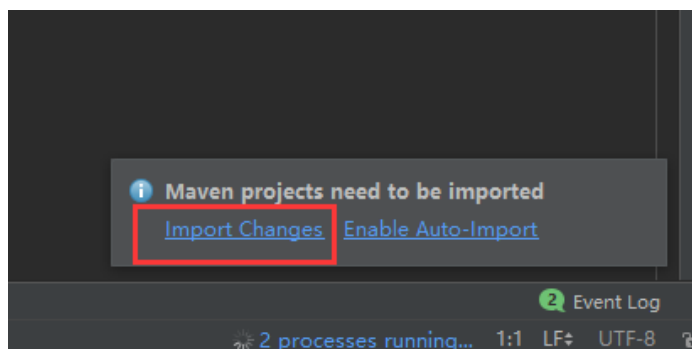 Maven projects need to be imported
Import Changes Enable Auto-Import
2 Event Log
2 processes running... 1:1 LF UTF-8